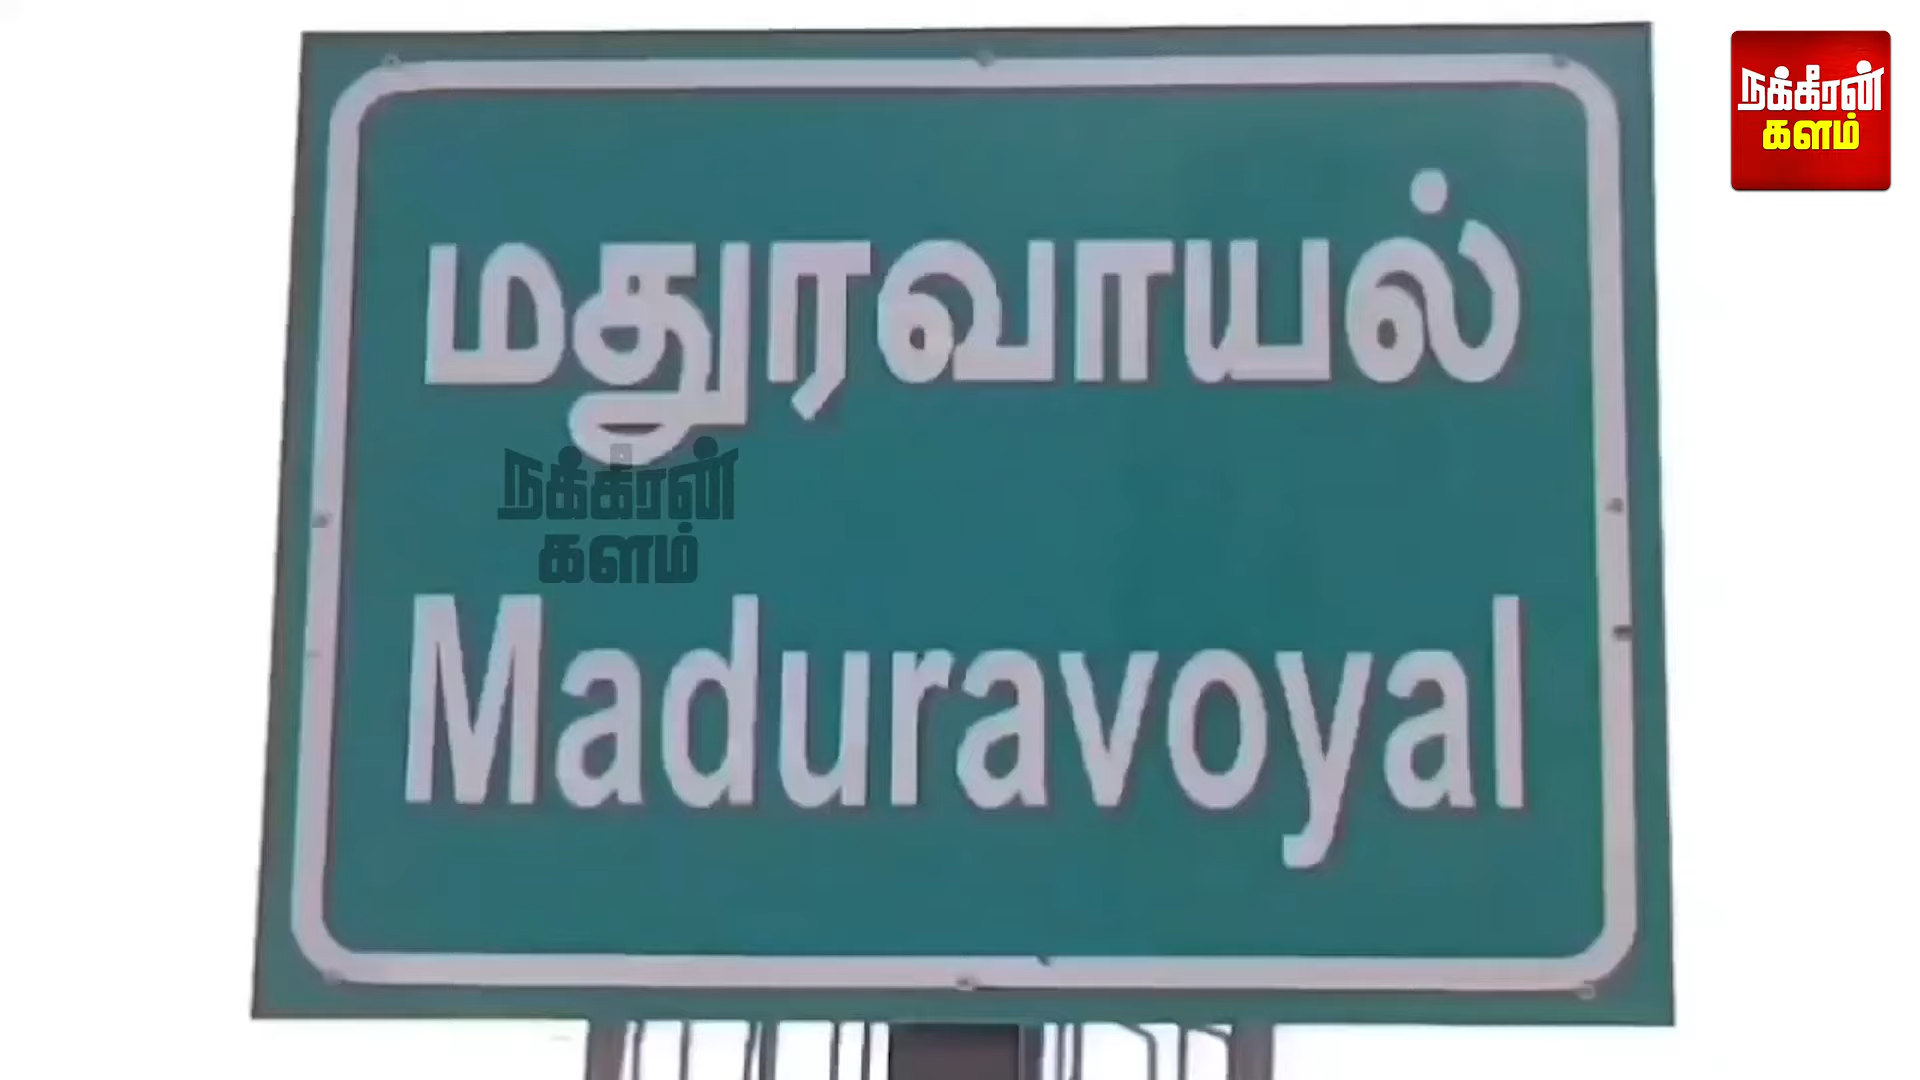 நக்கீரன்
களம்
மதுரவாயல்
நக்கீரன்
களம்
Maduravoyal